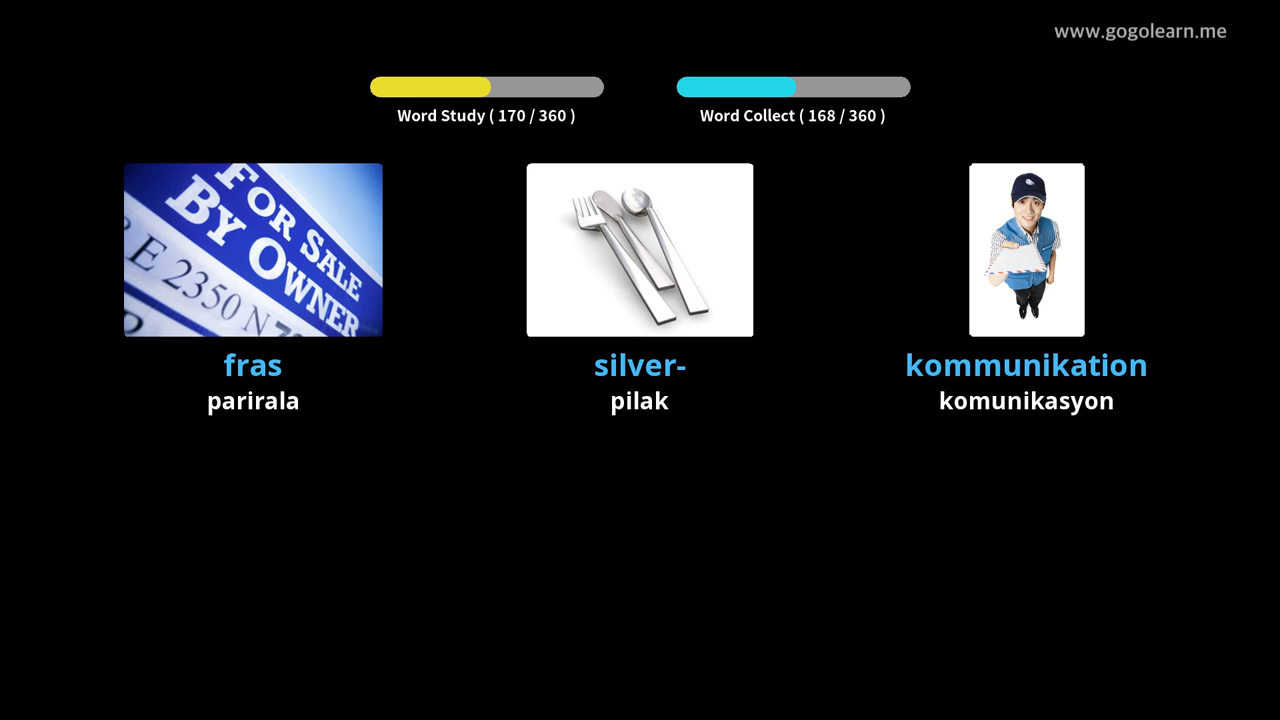 www.gogolearn.me
Word Study ( 170 / 360 )
Word Collect ( 168 / 360 )
FOR SALE
BY OWNER
E 2350 N
fras
parirala
silver-
pilak
kommunikation
komunikasyon